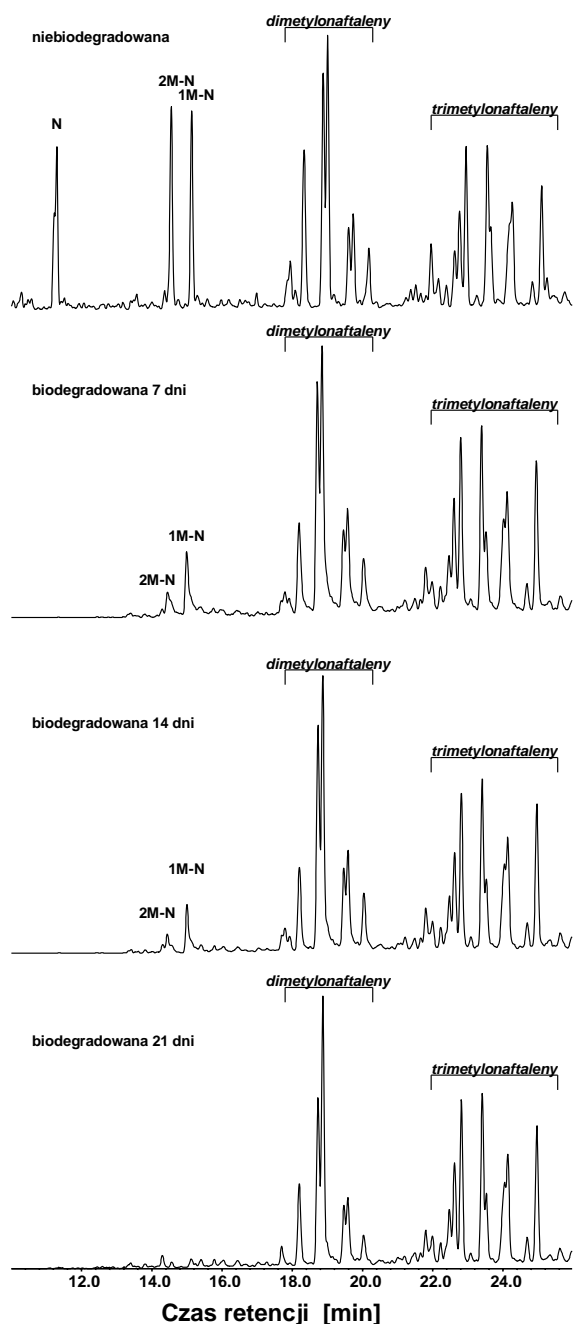 dimetylonaftaleny
niebiodegradowana
2M-N
1M-N
N
trimetylonaftaleny
dimetylonaftaleny
biodegradowana 7 dni
trimetylonaftaleny
1M-N
2M-N
dimetylonaftaleny
biodegradowana 14 dni
trimetylonaftaleny
1M-N
2M-N
dimetylonaftaleny
biodegradowana 21 dni
trimetylonaftaleny
12.0 14.0 16.0 18.0 20.0 22.0 24.0
Czas retencji [min]